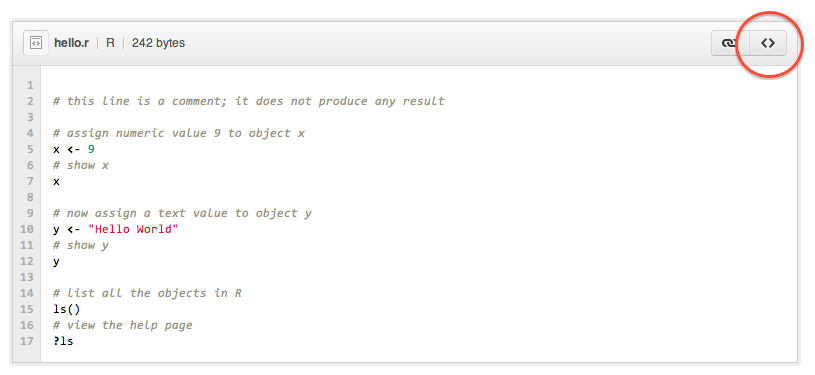 hello.r | R | 242 bytes
<>
1
2 # this line is a comment; it does not produce any result
3
4 # assign numeric value 9 to object x
5 x <- 9
6 # show x
7 x
8
9 # now assign a text value to object y
10 y <- "Hello World"
11 # show y
12 y
13
14 # list all the objects in R
15 ls()
16 # view the help page
17 ?ls